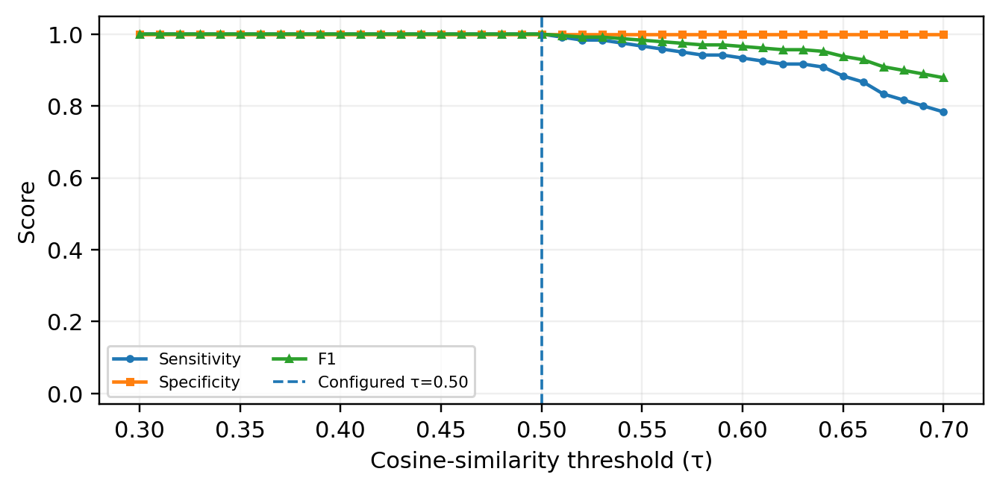 1.0
0.8
0.6
0.4
0.2
0.0
Score
Sensitivity
Specificity
F1
Configured τ=0.50
0.30 0.35 0.40 0.45 0.50 0.55 0.60 0.65 0.70
Cosine-similarity threshold (τ)